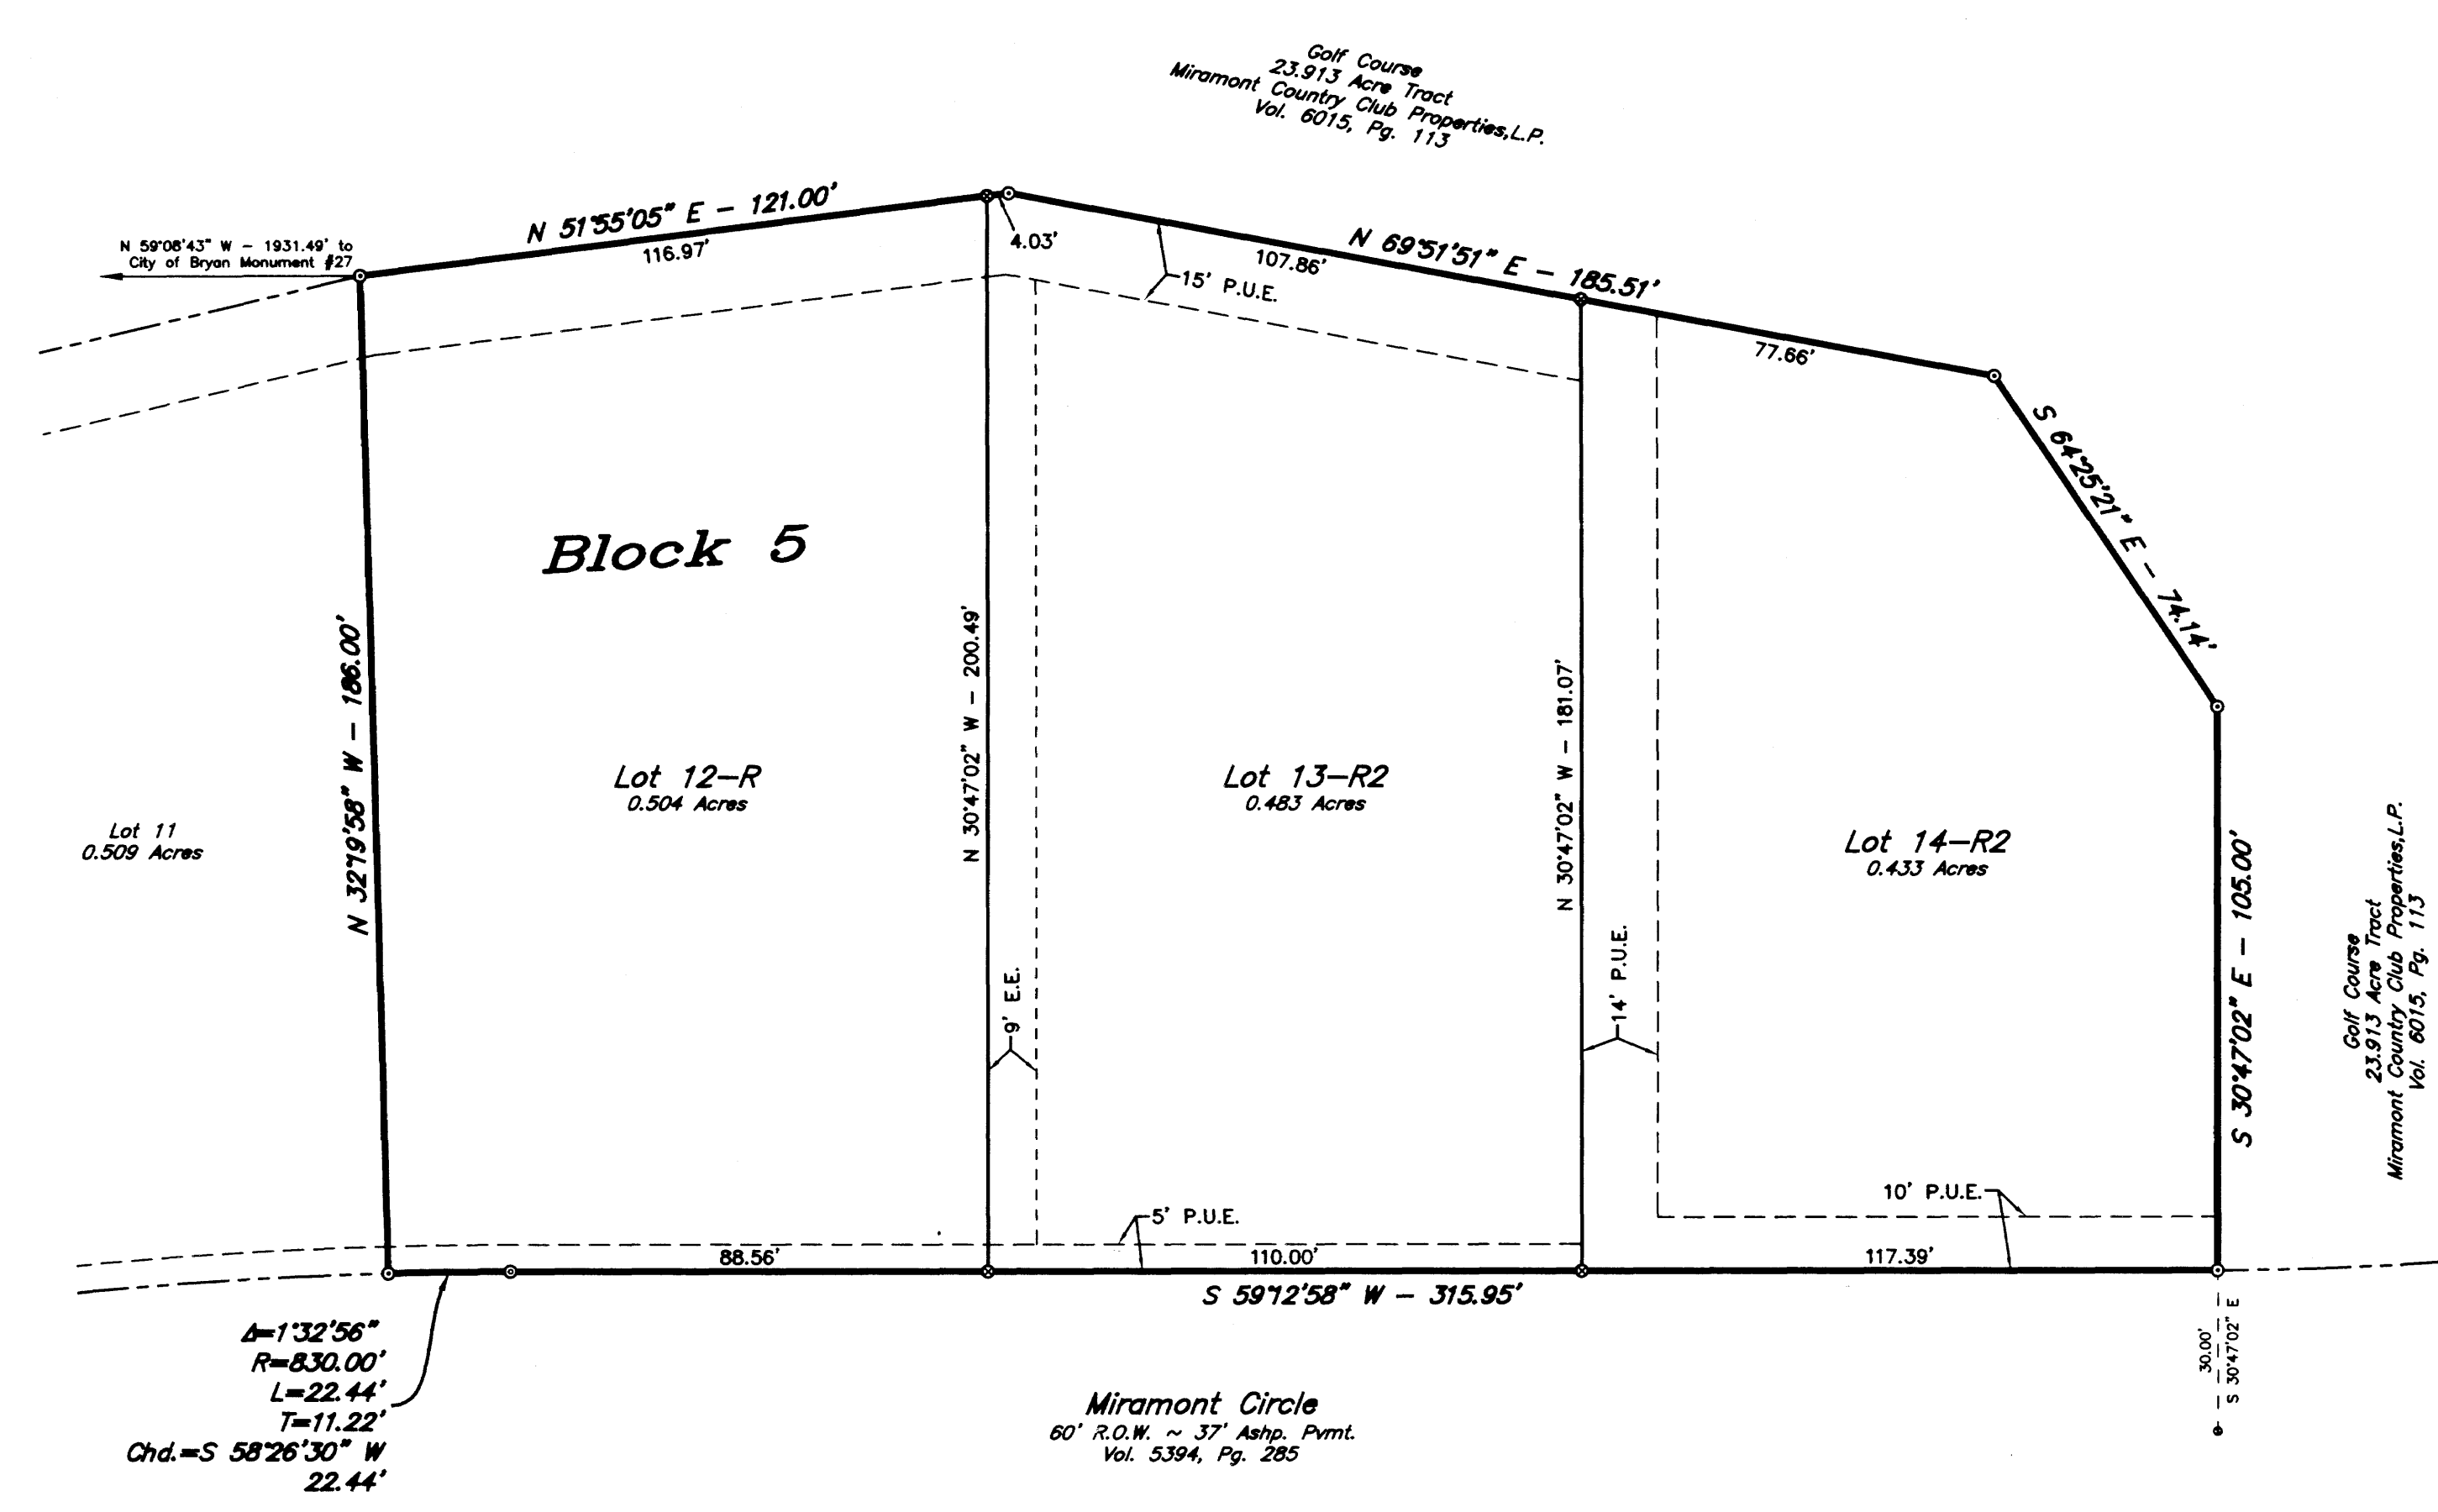 Golf Course
23.913 Acre Tract
Miramont Country Club Properties,L.P.
Vol. 6015, Pg. 113
N 51°55'05" E - 121.00'
116.97'
4.03'
N 59°08'43" W - 1931.49' to
City of Bryan Monument #27
N 69°51'51" E - 185.51'
107.86'
15' P.U.E.
77.66'
S 64°25'21" E - 74.14'
Block 5
N 32°19'58" W - 186.00'
N 30°47'02" W - 200.49'
N 30°47'02" W - 181.07'
Lot 12-R
0.504 Acres
Lot 13-R2
0.483 Acres
Lot 14-R2
0.433 Acres
Lot 11
0.509 Acres
S 30°47'02" E - 105.00'
Golf Course
23.913 Acre Tract
Miramont Country Club Properties,L.P.
Vol. 6015, Pg. 113
9' E.E.
14' P.U.E.
10' P.U.E.
5' P.U.E.
88.56'
110.00'
117.39'
S 59°12'58" W - 315.95'
30.00'
S 30°47'02" E
Δ=1°32'56"
R=830.00'
L=22.44'
T=11.22'
Chd.=S 58°26'30" W
22.44'
Miramont Circle
60' R.O.W. ~ 37' Ashp. Pvmt.
Vol. 5394, Pg. 285